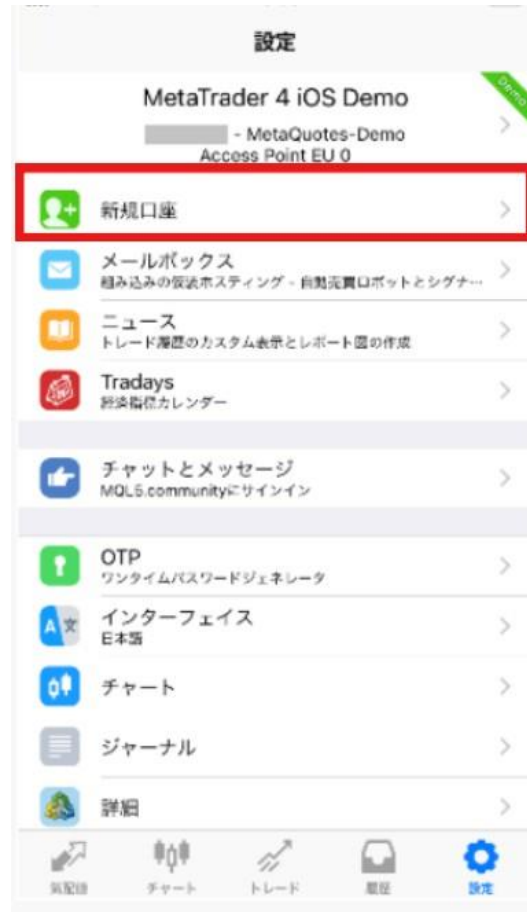 設定
MetaTrader 4 iOS Demo
Demo
- MetaQuotes-Demo
Access Point EU 0
新規口座
メールボックス
組み込みの仮装ホスティング - 自動売買ロボットとシグナ…
ニュース
トレード履歴のカスタム表示とレポート図の作成
Tradays
経済指標カレンダー
チャットとメッセージ
MQL5.communityにサインイン
OTP
ワンタイムパスワードジェネレータ
インターフェイス
日本語
チャート
ジャーナル
詳細
気配値
チャート
トレード
履歴
設定